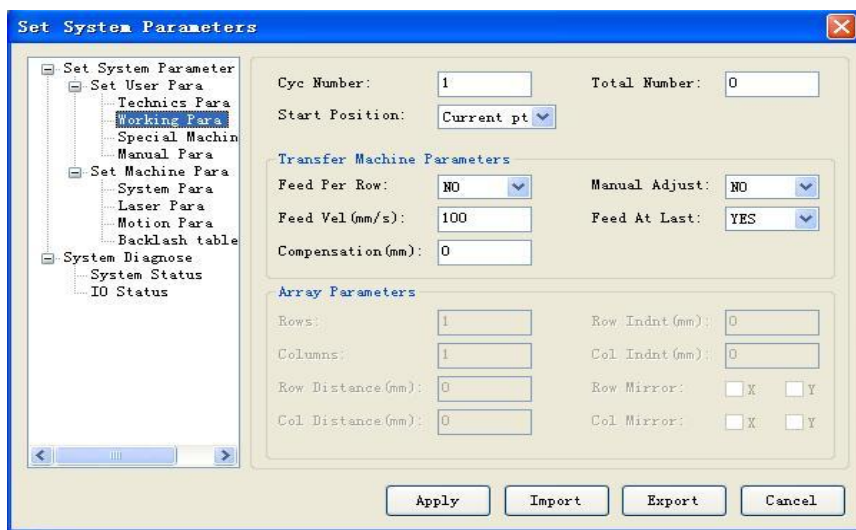 Set System Parameters
Set System Parameter
Set User Para
Technics Para
Working Para
Special Machin
Manual Para
Set Machine Para
System Para
Laser Para
Motion Para
Backlash table
System Diagnose
System Status
IO Status
Cyc Number: 1 Total Number: 0
Start Position: Current pt
Transfer Machine Parameters
Feed Per Row: NO Manual Adjust: NO
Feed Vel(mm/s): 100 Feed At Last: YES
Compensation(mm): 0
Array Parameters
Rows: 1 Row Indnt(mm): 0
Columns: 1 Col Indnt(mm): 0
Row Distance(mm): 0 Row Mirror: X Y
Col Distance(mm): 0 Col Mirror: X Y
Apply Import Export Cancel